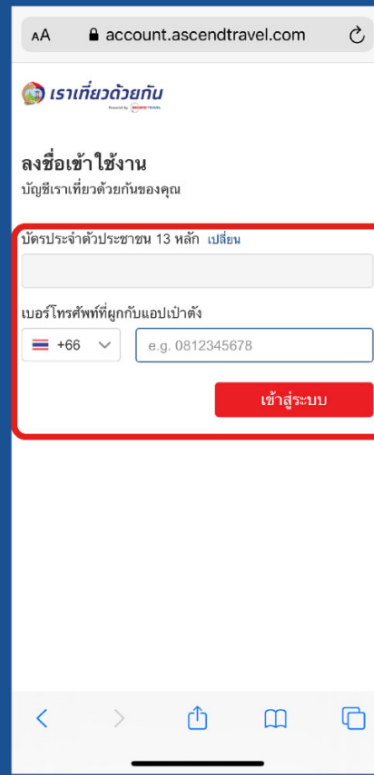 AA account.ascendtravel.com
เราเที่ยวด้วยกัน
Powered by ASCEND TRAVEL
ลงชื่อเข้าใช้งาน
บัญชีเราเที่ยวด้วยกันของคุณ
บัตรประจำตัวประชาชน 13 หลัก เปลี่ยน
เบอร์โทรศัพท์ที่ผูกกับแอปเป๋าตัง
+66 e.g. 0812345678
เข้าสู่ระบบ